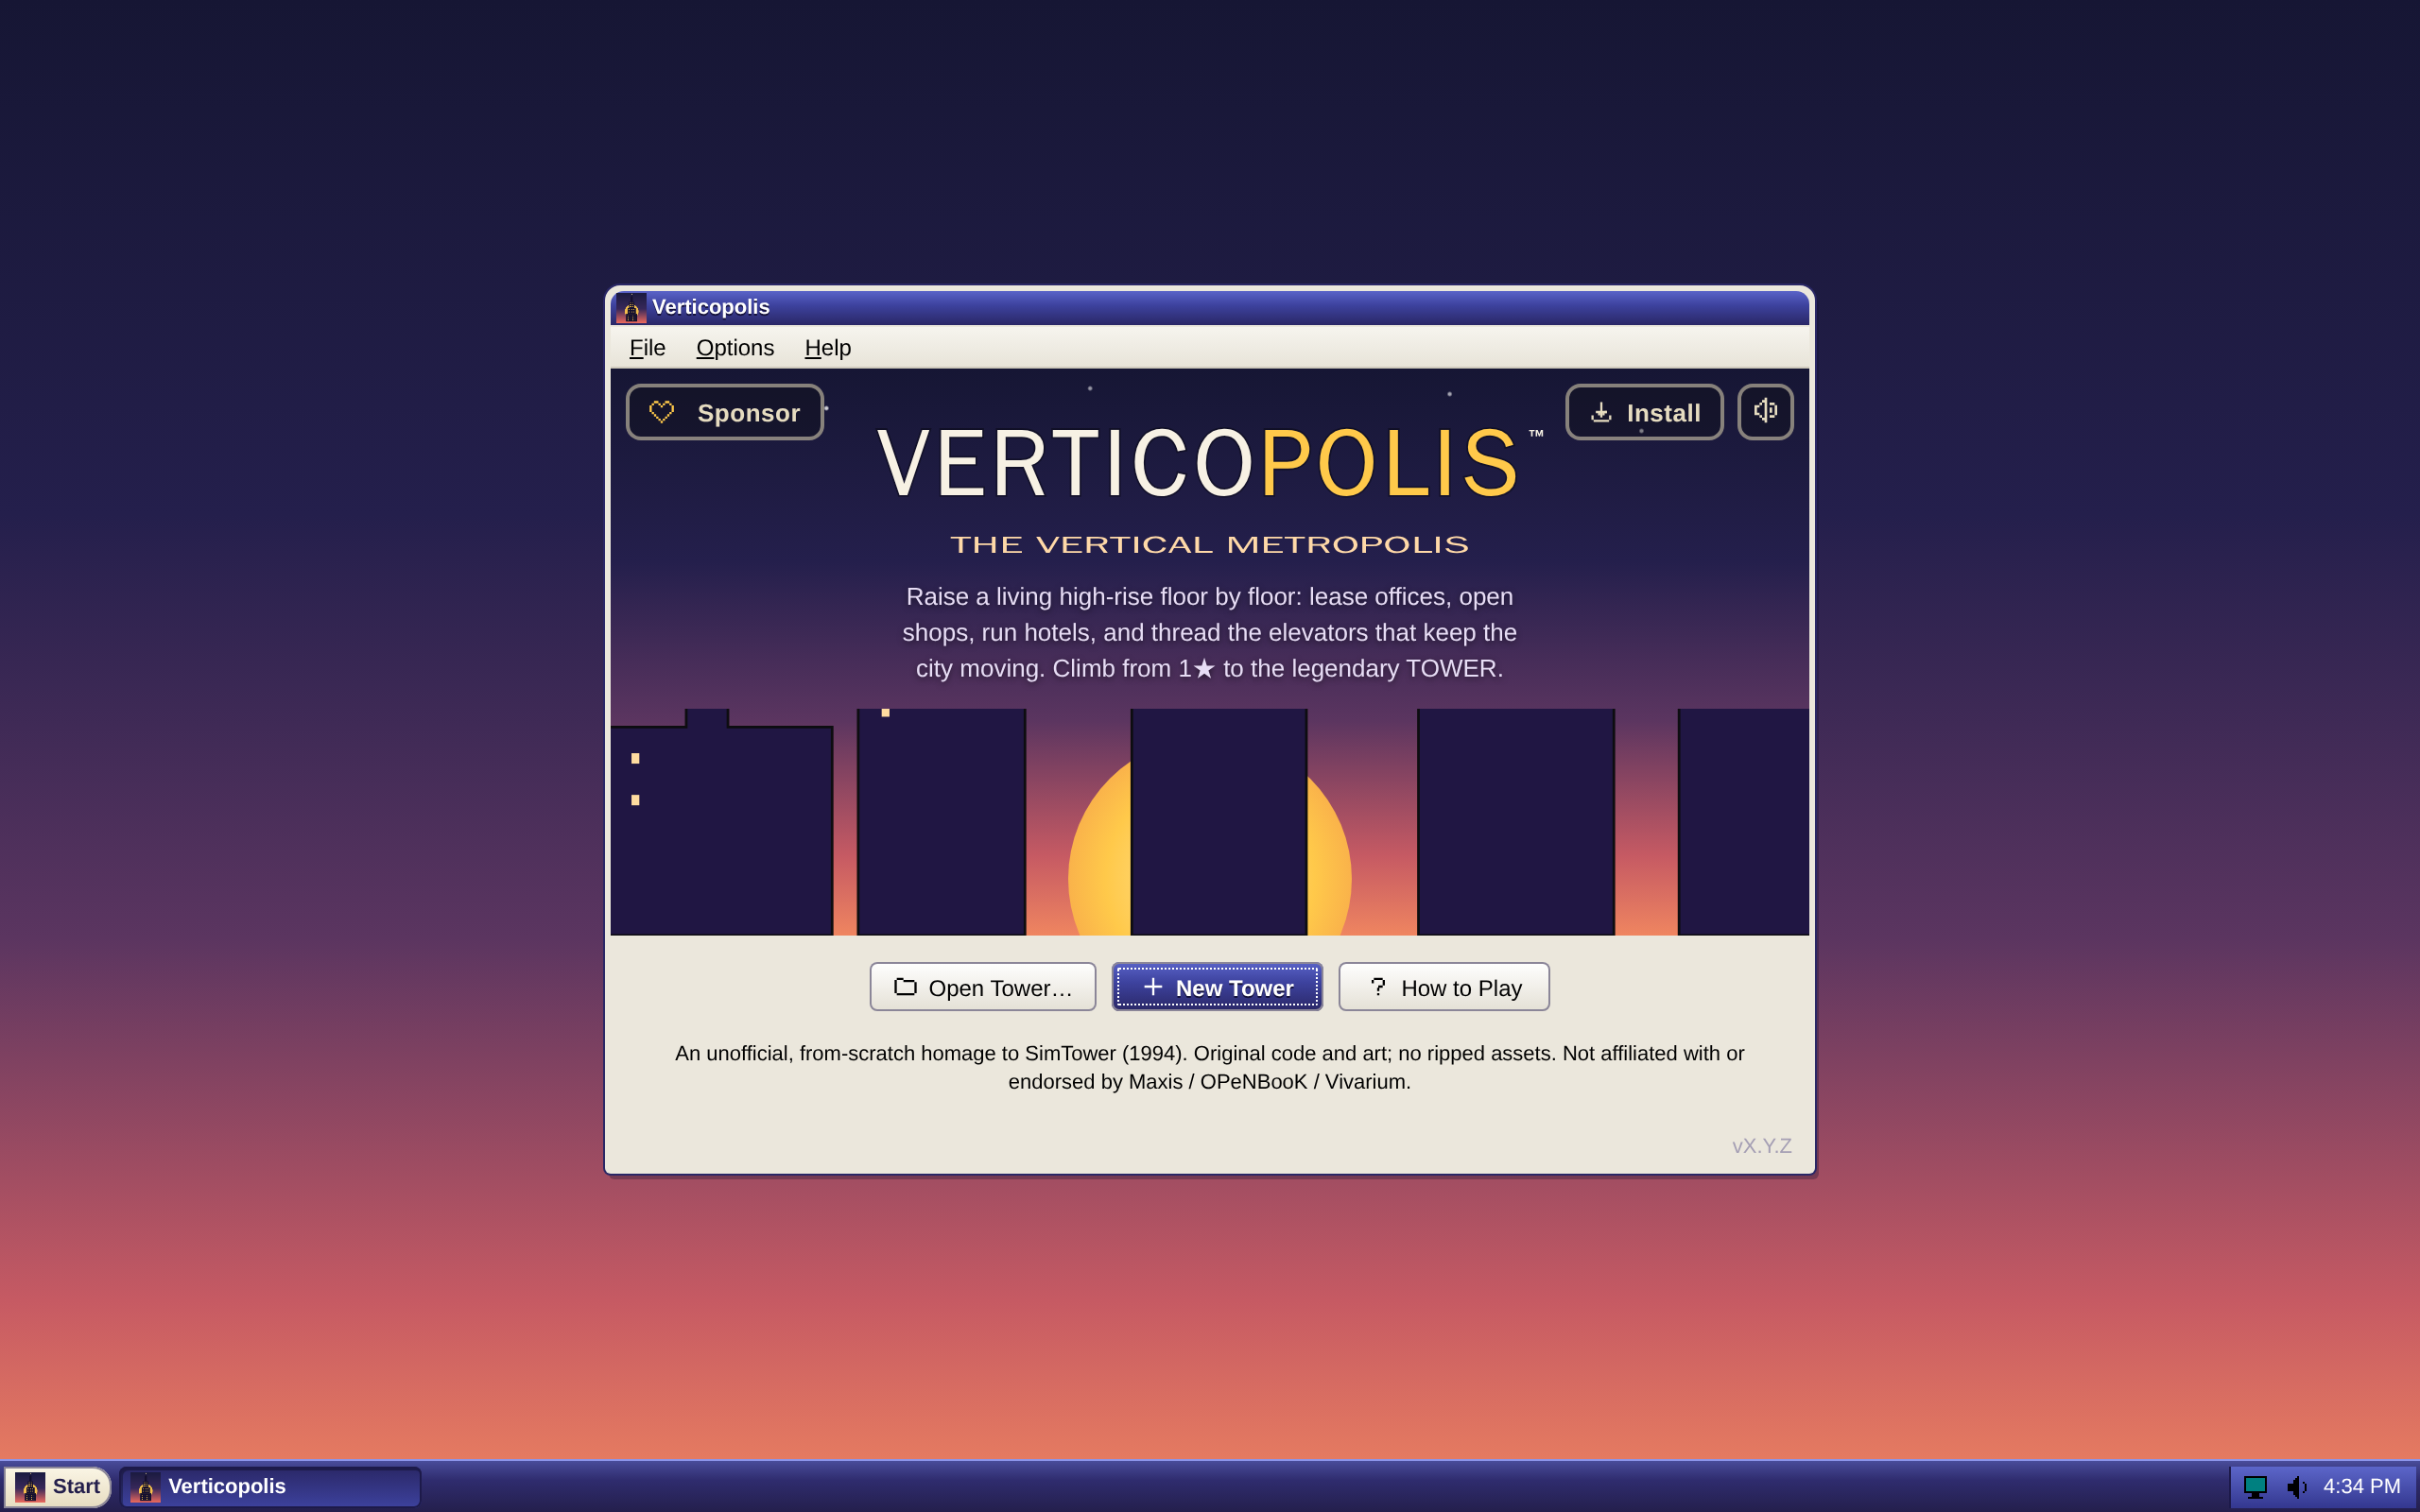 Verticopolis
File Options Help
Sponsor
Install
VERTICOPOLIS™
THE VERTICAL METROPOLIS
Raise a living high-rise floor by floor: lease offices, open
shops, run hotels, and thread the elevators that keep the
city moving. Climb from 1★ to the legendary TOWER.
Open Tower…
New Tower
? How to Play
An unofficial, from-scratch homage to SimTower (1994). Original code and art; no ripped assets. Not affiliated with or
endorsed by Maxis / OPeNBooK / Vivarium.
vX.Y.Z
Start
Verticopolis
4:34 PM